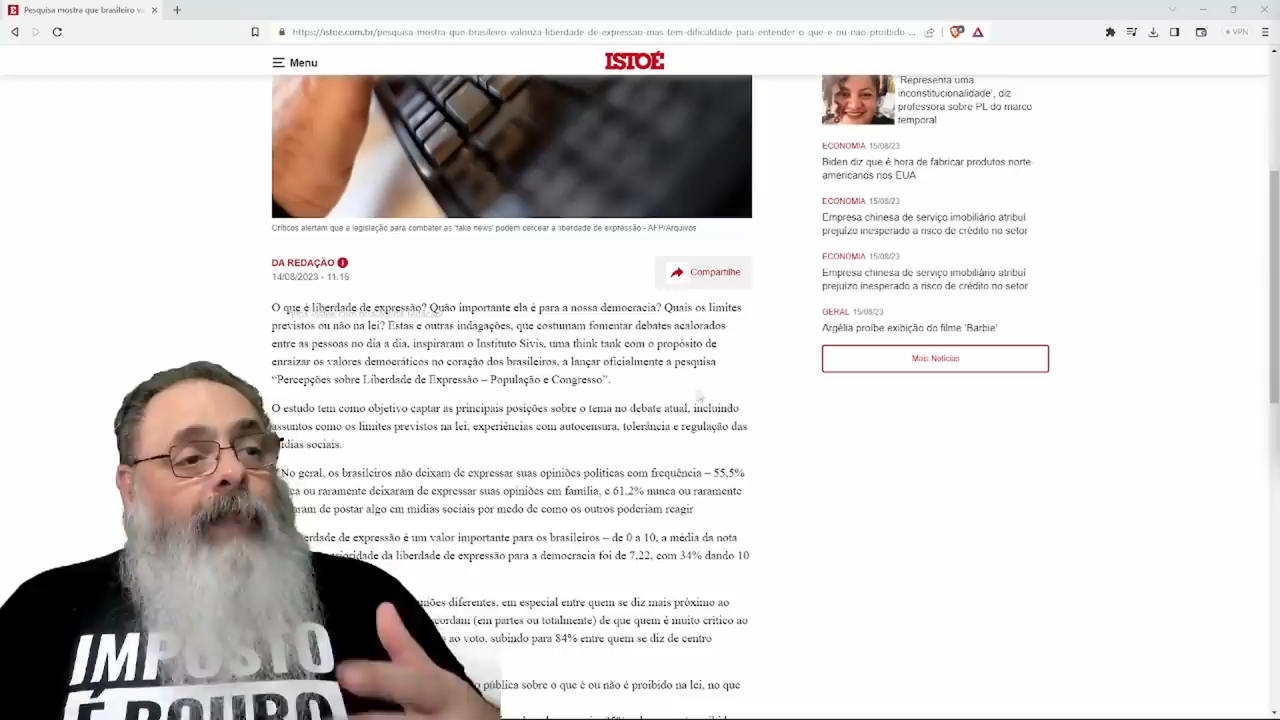 Pesquisa mostra que brasileiro va
https://istoe.com.br/pesquisa-mostra-que-brasileiro-valoriza-liberdade-de-expressao-mas-tem-dificuldade-para-entender-o-que-e-ou-nao-proibido-...
VPN
Menu
ISTOÉ
Críticos alertam que a legislação para combater as 'fake news' podem cercear a liberdade de expressão - AFP/Arquivos
DA REDAÇÃO
14/08/2023 - 11.16
Compartilhe
O que é liberdade de expressão? Quão importante ela é para a nossa democracia? Quais os limites
previstos ou não na lei? Estas e outras indagações, que costumam fomentar debates acalorados
entre as pessoas no dia a dia, inspiraram o Instituto Sivis, uma think tank com o propósito de
enraizar os valores democráticos no coração dos brasileiros, a lançar oficialmente a pesquisa
“Percepções sobre Liberdade de Expressão – População e Congresso”.
O estudo tem como objetivo captar as principais posições sobre o tema no debate atual, incluindo
assuntos como os limites previstos na lei, experiências com autocensura, tolerância e regulação das
ídias sociais.
No geral, os brasileiros não deixam de expressar suas opiniões políticas com frequência – 55,5%
ca ou raramente deixaram de expressar suas opiniões em família, e 61,2% nunca ou raramente
aram de postar algo em mídias sociais por medo de como os outros poderiam reagir
erdade de expressão é um valor importante para os brasileiros – de 0 a 10, a média da nota
rioridade da liberdade de expressão para a democracia foi de 7,22, com 34% dando 10
niões diferentes, em especial entre quem se diz mais próximo ao
cordam (em partes ou totalmente) de que quem é muito crítico ao
ao voto, subindo para 84% entre quem se diz de centro
pública sobre o que é ou não é proibido na lei, no que
'Representa uma
inconstitucionalidade', diz
professora sobre PL do marco
temporal
ECONOMIA 15/08/23
Biden diz que é hora de fabricar produtos norte
americanos nos EUA
ECONOMIA 15/08/23
Empresa chinesa de serviço imobiliário atribui
prejuízo inesperado a risco de crédito no setor
ECONOMIA 15/08/23
Empresa chinesa de serviço imobiliário atribui
prejuízo inesperado a risco de crédito no setor
GERAL 15/08/23
Argélia proíbe exibição do filme 'Barbie'
Mais Notícias
IMPOSTO
É ROUBO